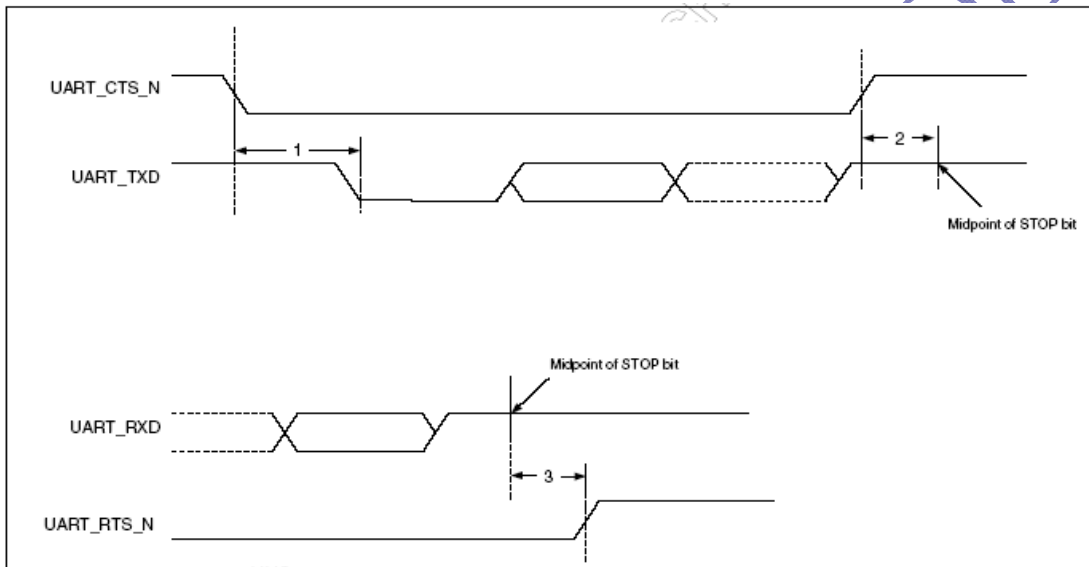 UART_CTS_N
1
2
UART_TXD
Midpoint of STOP bit
Midpoint of STOP bit
UART_RXD
3
UART_RTS_N